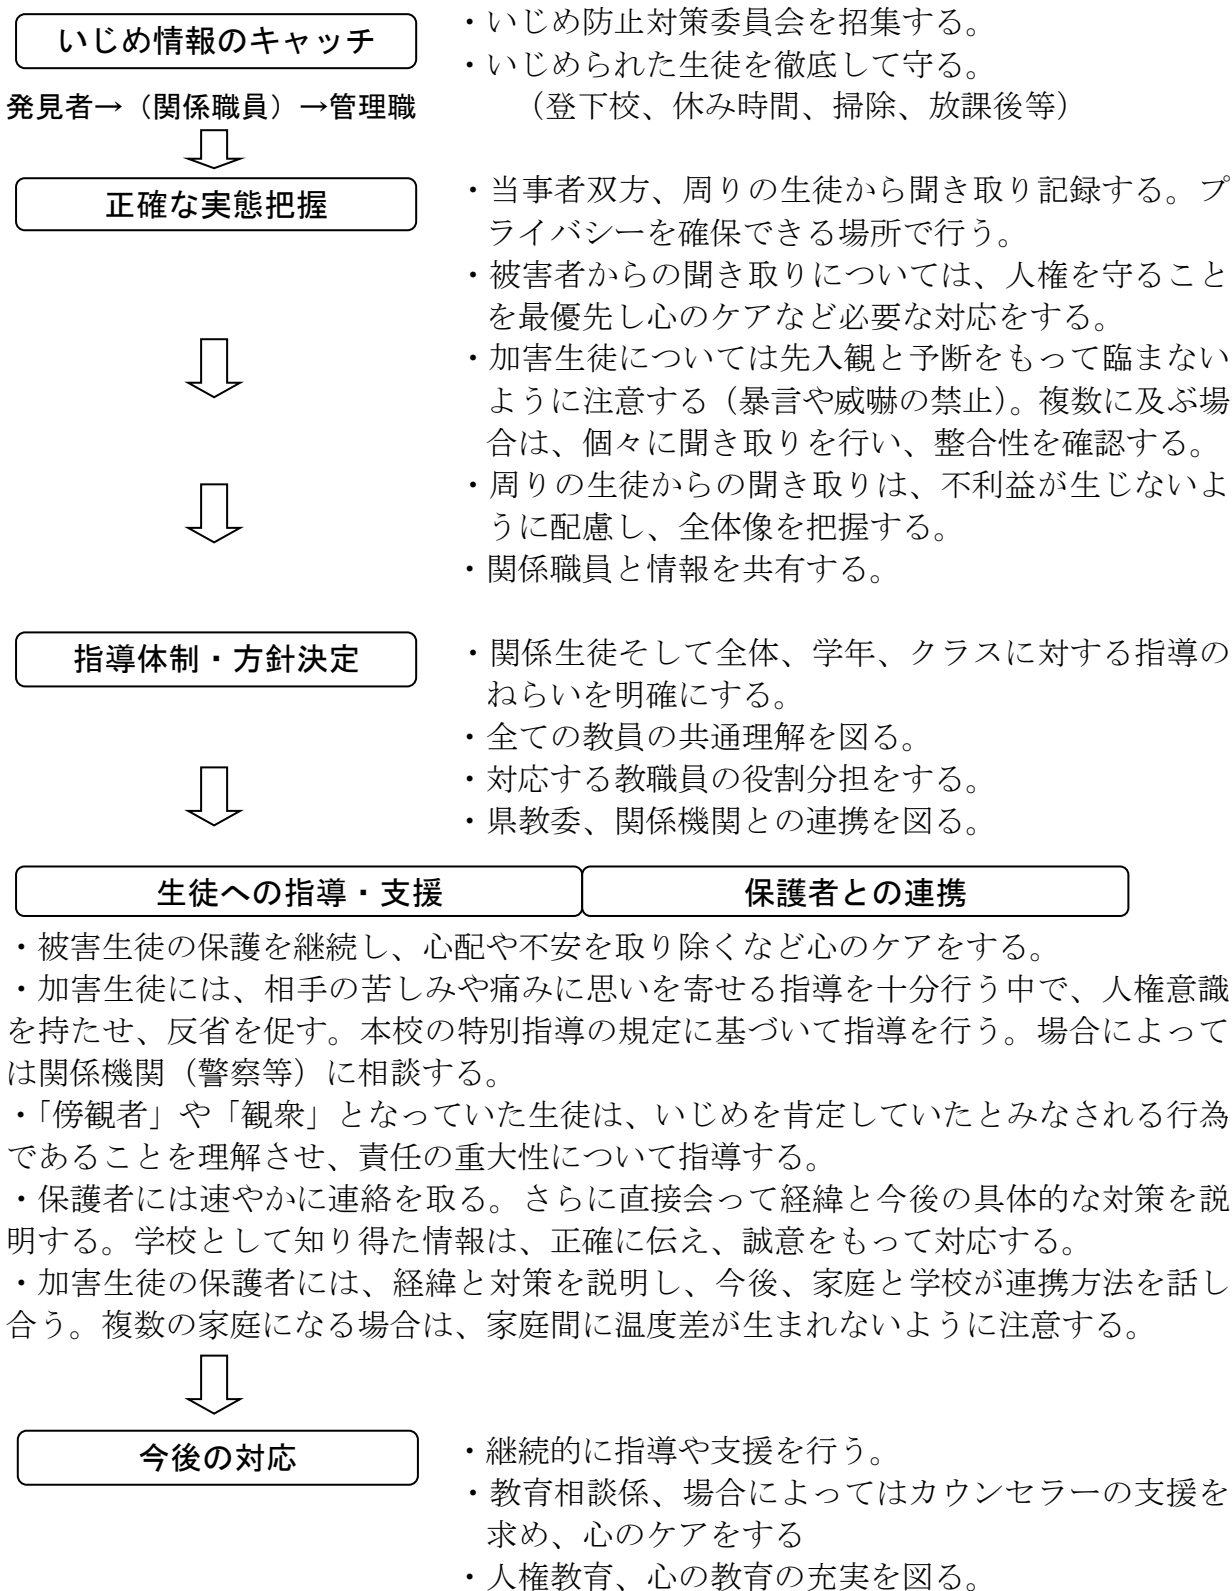 いじめ情報のキャッチ
発見者→（関係職員）→管理職
・いじめ防止対策委員会を招集する。
・いじめられた生徒を徹底して守る。
（登下校、休み時間、掃除、放課後等）
正確な実態把握
・当事者双方、周りの生徒から聞き取り記録する。プ
ライバシーを確保できる場所で行う。
・被害者からの聞き取りについては、人権を守ること
を最優先し心のケアなど必要な対応をする。
・加害生徒については先入観と予断をもって臨まない
ように注意する（暴言や威嚇の禁止）。複数に及ぶ場
合は、個々に聞き取りを行い、整合性を確認する。
・周りの生徒からの聞き取りは、不利益が生じないよ
うに配慮し、全体像を把握する。
・関係職員と情報を共有する。
指導体制・方針決定
・関係生徒そして全体、学年、クラスに対する指導の
ねらいを明確にする。
・全ての教員の共通理解を図る。
・対応する教職員の役割分担をする。
・県教委、関係機関との連携を図る。
生徒への指導・支援
保護者との連携
・被害生徒の保護を継続し、心配や不安を取り除くなど心のケアをする。
・加害生徒には、相手の苦しみや痛みに思いを寄せる指導を十分行う中で、人権意識
を持たせ、反省を促す。本校の特別指導の規定に基づいて指導を行う。場合によって
は関係機関（警察等）に相談する。
・「傍観者」や「観衆」となっていた生徒は、いじめを肯定していたとみなされる行為
であることを理解させ、責任の重大性について指導する。
・保護者には速やかに連絡を取る。さらに直接会って経緯と今後の具体的な対策を説
明する。学校として知り得た情報は、正確に伝え、誠意をもって対応する。
・加害生徒の保護者には、経緯と対策を説明し、今後、家庭と学校が連携方法を話し
合う。複数の家庭になる場合は、家庭間に温度差が生まれないように注意する。
今後の対応
・継続的に指導や支援を行う。
・教育相談係、場合によってはカウンセラーの支援を
求め、心のケアをする
・人権教育、心の教育の充実を図る。